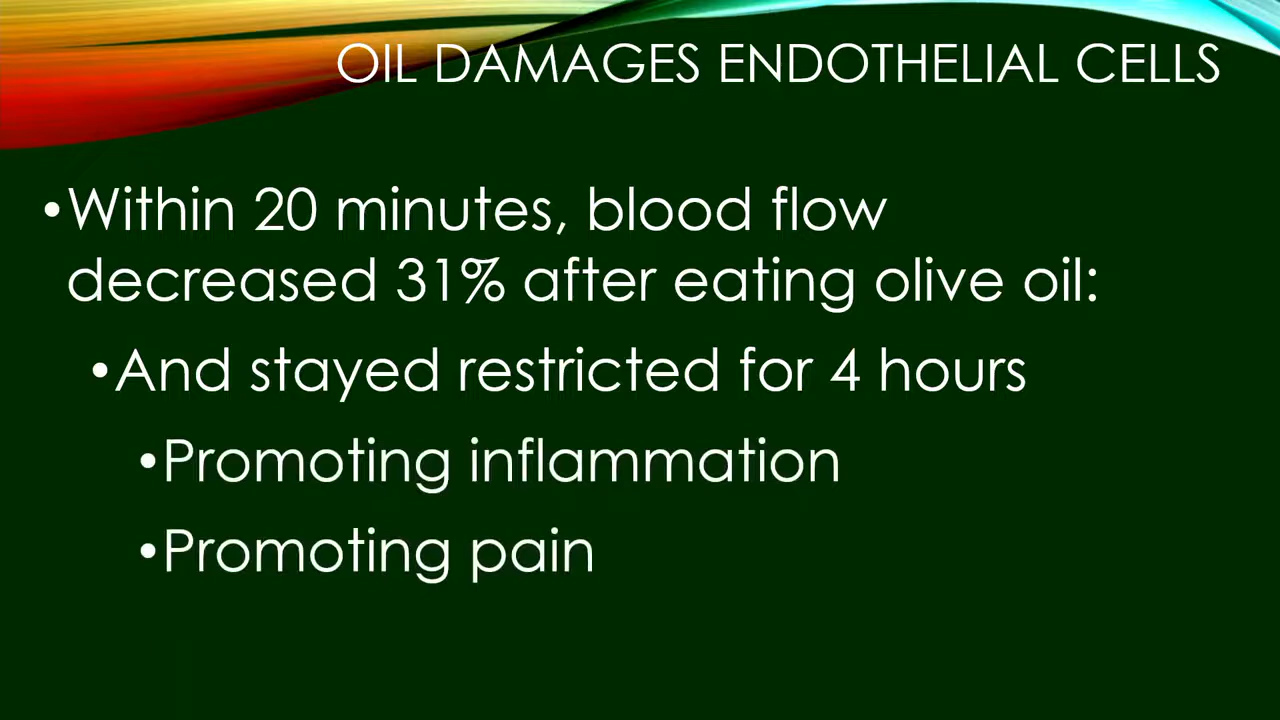 OIL DAMAGES ENDOTHELIAL CELLS
•Within 20 minutes, blood flow
decreased 31% after eating olive oil:
•And stayed restricted for 4 hours
•Promoting inflammation
•Promoting pain